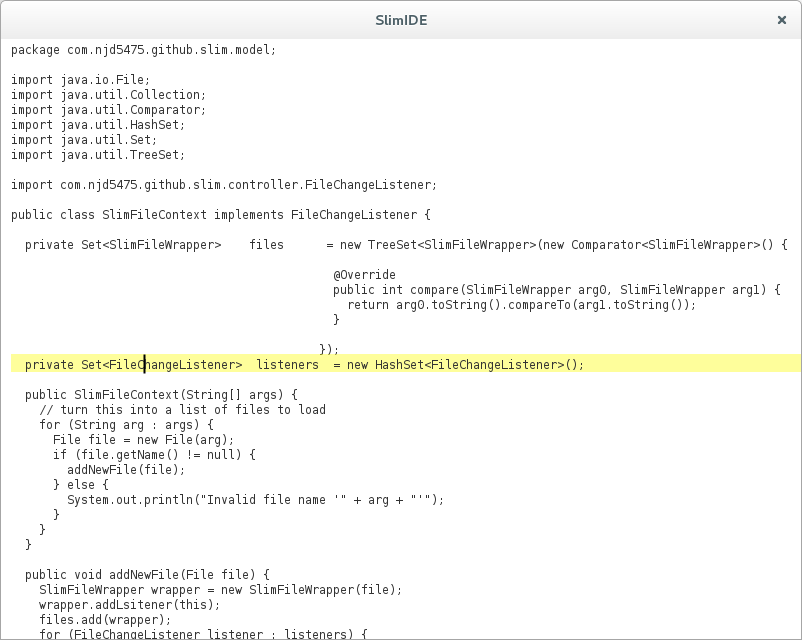 SlimIDE
package com.njd5475.github.slim.model;
import java.io.File;
import java.util.Collection;
import java.util.Comparator;
import java.util.HashSet;
import java.util.Set;
import java.util.TreeSet;
import com.njd5475.github.slim.controller.FileChangeListener;
public class SlimFileContext implements FileChangeListener {
private Set<SlimFileWrapper> files = new TreeSet<SlimFileWrapper>(new Comparator<SlimFileWrapper>() {
@Override
public int compare(SlimFileWrapper arg0, SlimFileWrapper arg1) {
return arg0.toString().compareTo(arg1.toString());
}
});
private Set<FileChangeListener> listeners = new HashSet<FileChangeListener>();
public SlimFileContext(String[] args) {
// turn this into a list of files to load
for (String arg : args) {
File file = new File(arg);
if (file.getName() != null) {
addNewFile(file);
} else {
System.out.println("Invalid file name '" + arg + "'");
}
}
}
public void addNewFile(File file) {
SlimFileWrapper wrapper = new SlimFileWrapper(file);
wrapper.addLsitener(this);
files.add(wrapper);
for (FileChangeListener listener : listeners) {